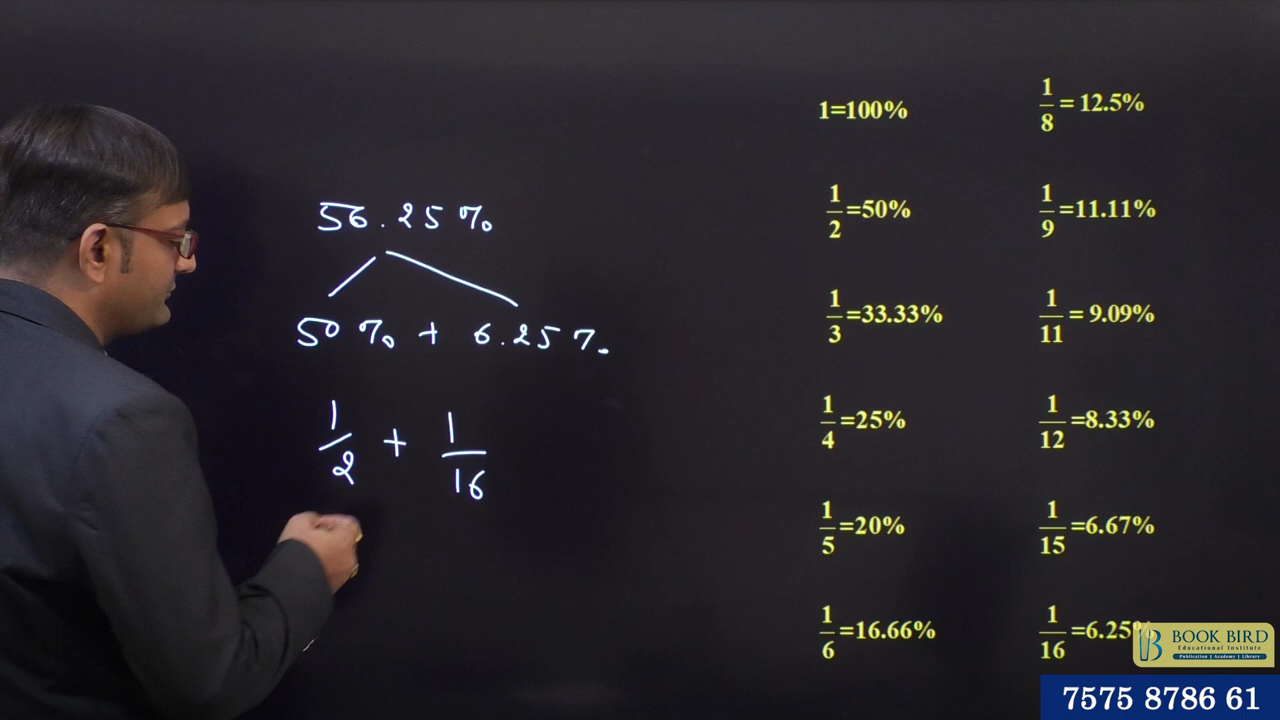 56.25%
50% + 6.25%
1/2 + 1/16
1=100%
1/2=50%
1/3=33.33%
1/4=25%
1/5=20%
1/6=16.66%
1/8=12.5%
1/9=11.11%
1/11= 9.09%
1/12=8.33%
1/15=6.67%
1/16=6.25%
BOOK BIRD
Educational Institute
Publication | Academy | Library
7575 8786 61